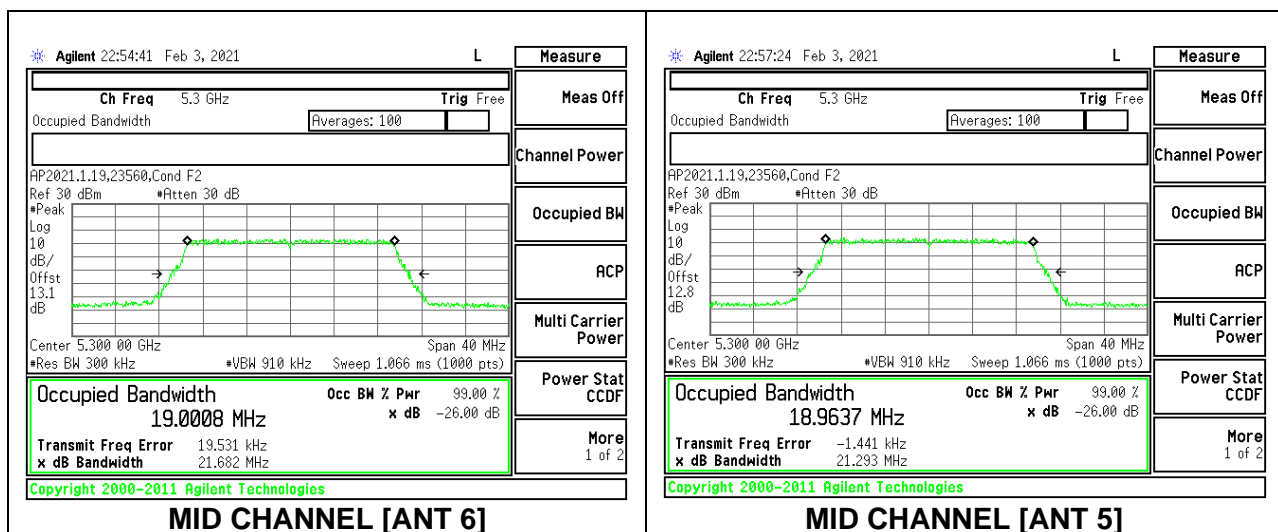 Agilent 22:54:41 Feb 3, 2021 L
Measure
Ch Freq 5.3 GHz Trig Free
Meas Off
Occupied Bandwidth Averages: 100
Channel Power
AP2021.1.19,23560,Cond F2
Ref 30 dBm #Atten 30 dB
#Peak
Log
10
dB/
Offst
13.1
dB
Occupied BW
ACP
Multi Carrier
Power
Center 5.300 00 GHz Span 40 MHz
#Res BW 300 kHz #VBW 910 kHz Sweep 1.066 ms (1000 pts)
Power Stat
CCDF
Occupied Bandwidth Occ BW % Pwr 99.00 %
19.0008 MHz x dB -26.00 dB
Transmit Freq Error 19.531 kHz
x dB Bandwidth 21.682 MHz
More
1 of 2
Copyright 2000-2011 Agilent Technologies
MID CHANNEL [ANT 6]
Agilent 22:57:24 Feb 3, 2021 L
Measure
Ch Freq 5.3 GHz Trig Free
Meas Off
Occupied Bandwidth Averages: 100
Channel Power
AP2021.1.19,23560,Cond F2
Ref 30 dBm #Atten 30 dB
#Peak
Log
10
dB/
Offst
12.8
dB
Occupied BW
ACP
Multi Carrier
Power
Center 5.300 00 GHz Span 40 MHz
#Res BW 300 kHz #VBW 910 kHz Sweep 1.066 ms (1000 pts)
Power Stat
CCDF
Occupied Bandwidth Occ BW % Pwr 99.00 %
18.9637 MHz x dB -26.00 dB
Transmit Freq Error -1.441 kHz
x dB Bandwidth 21.293 MHz
More
1 of 2
Copyright 2000-2011 Agilent Technologies
MID CHANNEL [ANT 5]